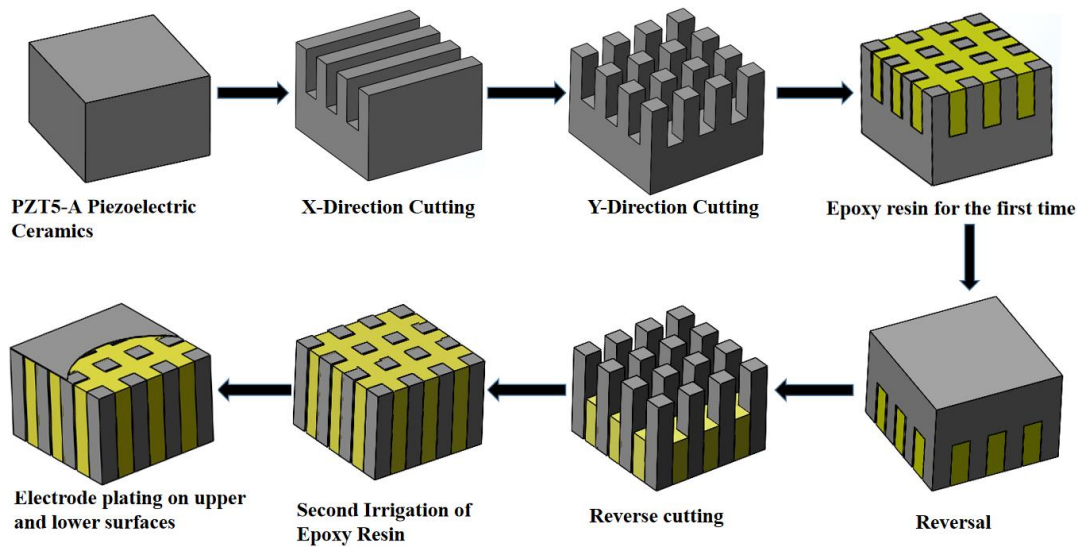 PZT5-A Piezoelectric
Ceramics
X-Direction Cutting
Y-Direction Cutting
Epoxy resin for the first time
Electrode plating on upper
and lower surfaces
Second Irrigation of
Epoxy Resin
Reverse cutting
Reversal